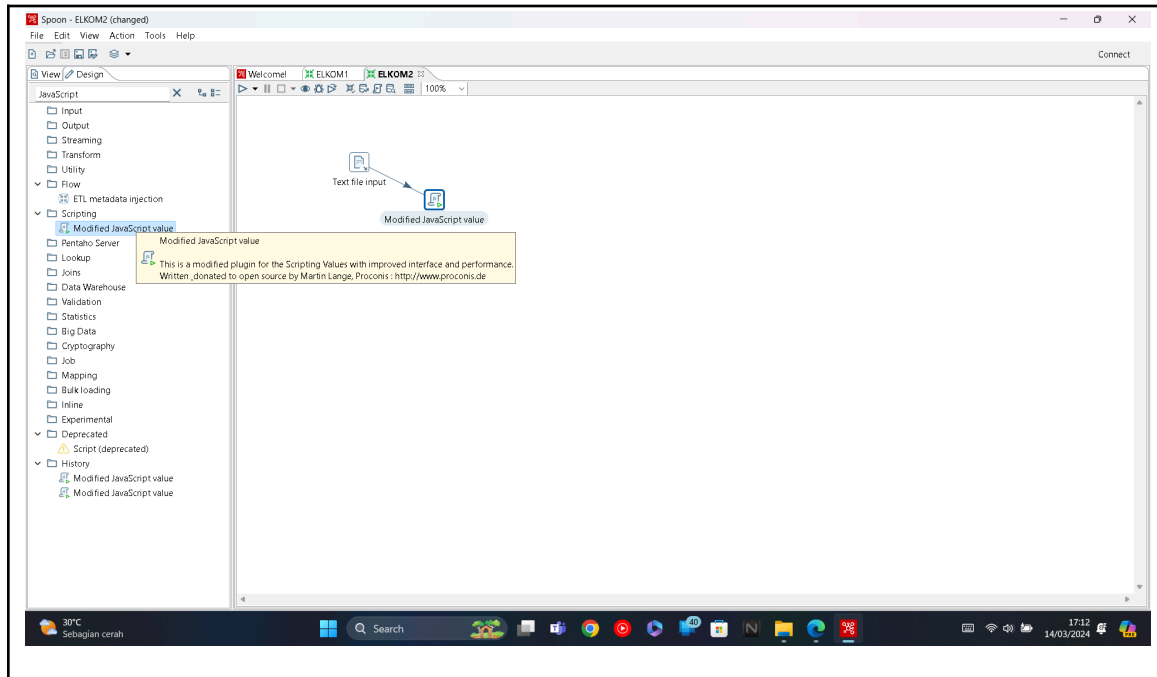 Spoon - ELKOM2 (changed)
File Edit View Action Tools Help
Connect
View Design
Welcome! ELKOM1 ELKOM2
JavaScript
100%
Input
Output
Streaming
Transform
Utility
Flow
ETL metadata injection
Scripting
Modified JavaScript value
Pentaho Server
Lookup
Joins
Data Warehouse
Validation
Statistics
Big Data
Cryptography
Job
Mapping
Bulk loading
Inline
Experimental
Deprecated
Script (deprecated)
History
Modified JavaScript value
Modified JavaScript value
Text file input
Modified JavaScript value
Modified JavaScript value
This is a modified plugin for the Scripting Values with improved interface and performance.
Written _donated to open source by Martin Lange, Proconis : http://www.proconis.de
30°C
Sebagian cerah
Search
40
17:12
14/03/2024